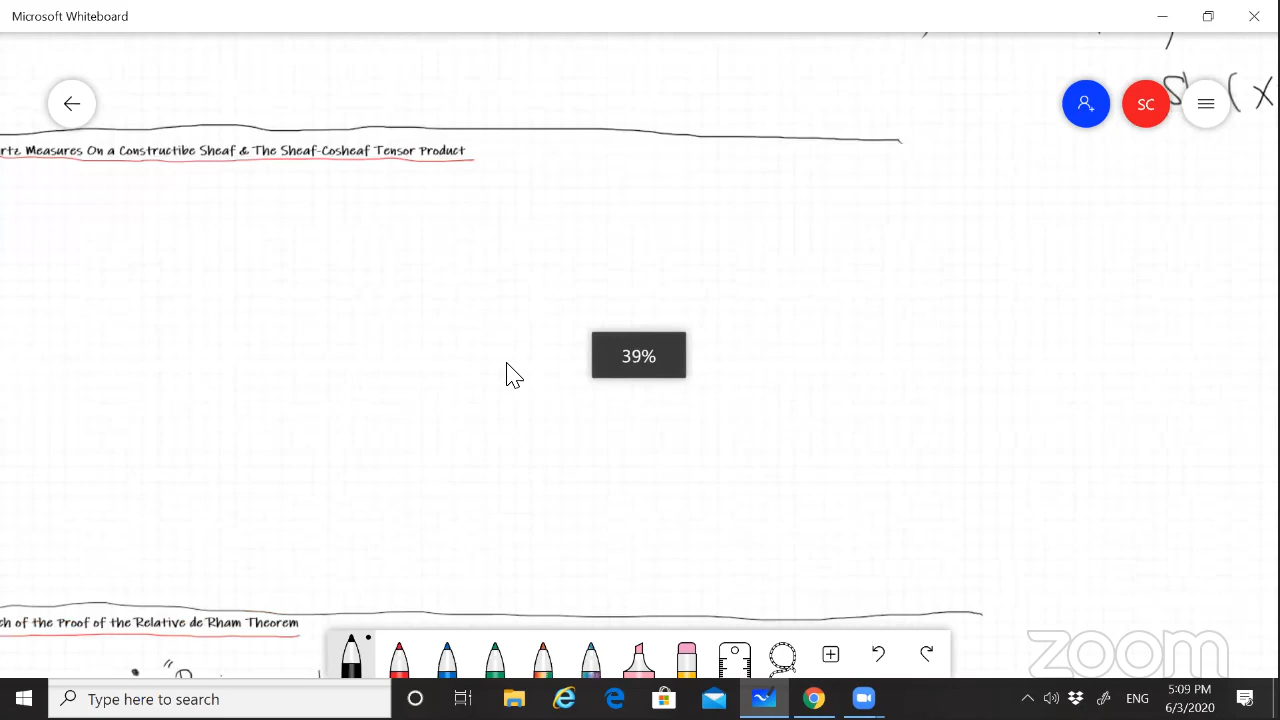 Microsoft Whiteboard
S (x
SC
rtz Measures On a Constructibe Sheaf & The Sheaf-Cosheaf Tensor Product
39%
ch of the Proof of the Relative de Rham Theorem
zoom
Type here to search
ENG
5:09 PM
6/3/2020